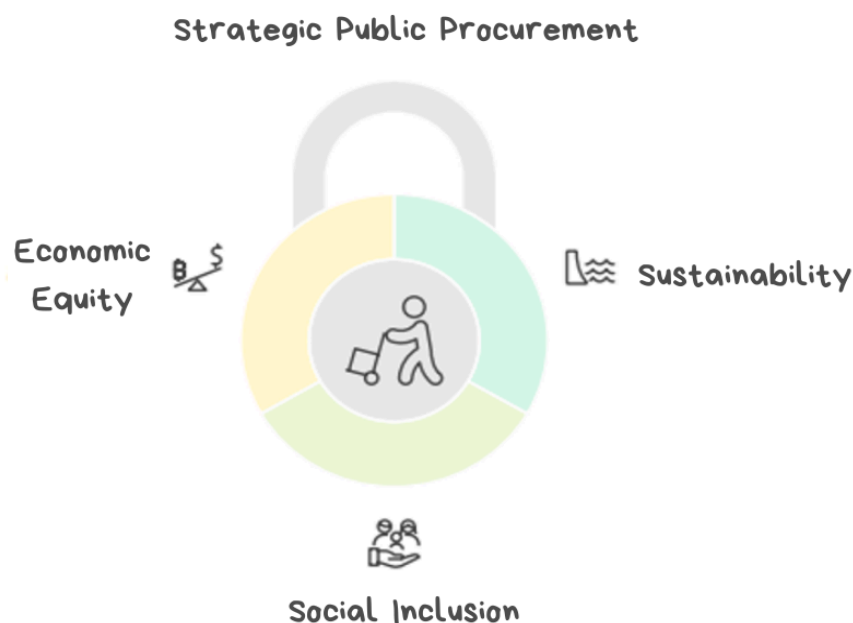 Strategic Public Procurement
Economic
Equity
Sustainability
Social Inclusion